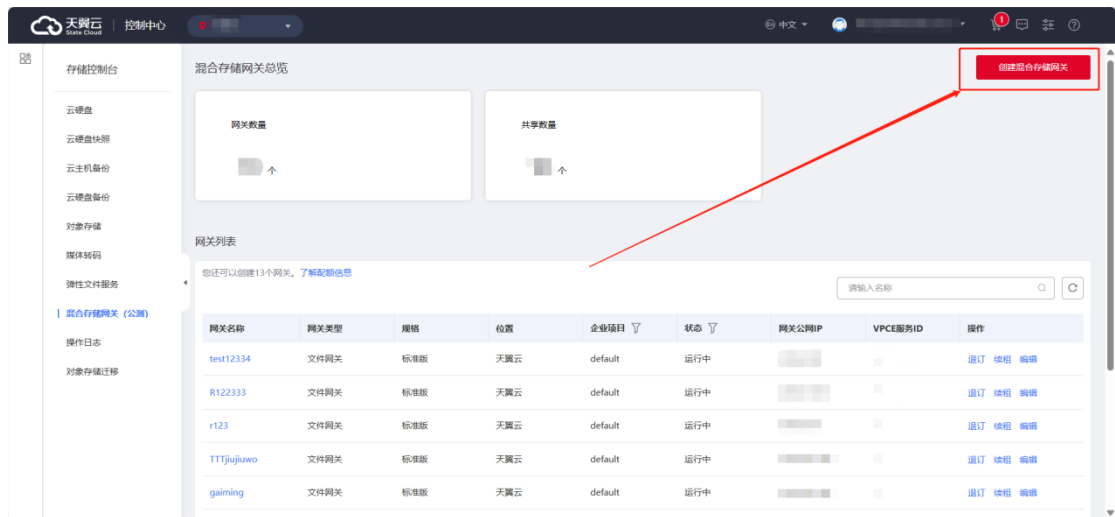 天翼云 State Cloud 控制中心 中文 1
存储控制台
云硬盘
云硬盘快照
云主机备份
云硬盘备份
对象存储
媒体转码
弹性文件服务
混合存储网关（公测）
操作日志
对象存储迁移
混合存储网关总览 创建混合存储网关
网关数量 共享数量
个 个
网关列表
您还可以创建13个网关。了解配额信息
请输入名称
网关名称 网关类型 规格 位置 企业项目 状态 网关公网IP VPCE服务ID 操作
test12334 文件网关 标准版 天翼云 default 运行中 退订 续租 编辑
R122333 文件网关 标准版 天翼云 default 运行中 退订 续租 编辑
r123 文件网关 标准版 天翼云 default 运行中 退订 续租 编辑
TTTjiujiuwo 文件网关 标准版 天翼云 default 运行中 退订 续租 编辑
gaiming 文件网关 标准版 天翼云 default 运行中 退订 续租 编辑